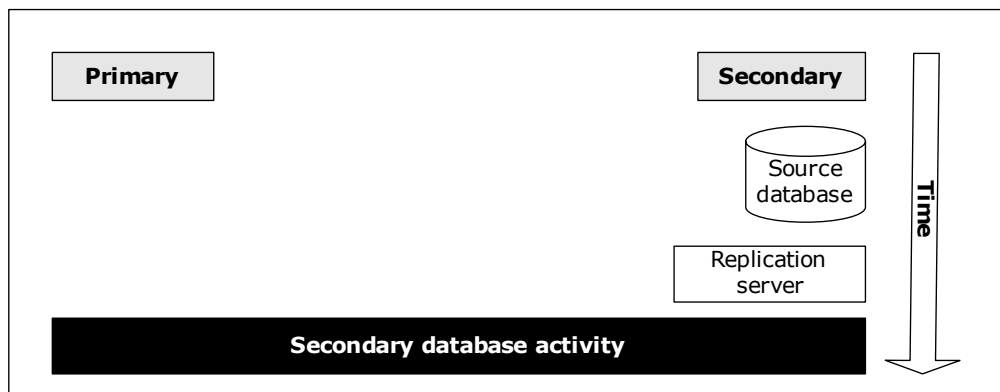 Primary
Secondary
Source
database
Time
Replication
server
Secondary database activity